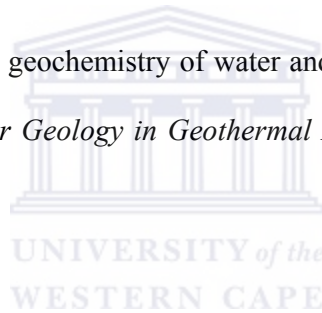 geochemistry of water and
r Geology in Geothermal
UNIVERSITY of the
WESTERN CAPE